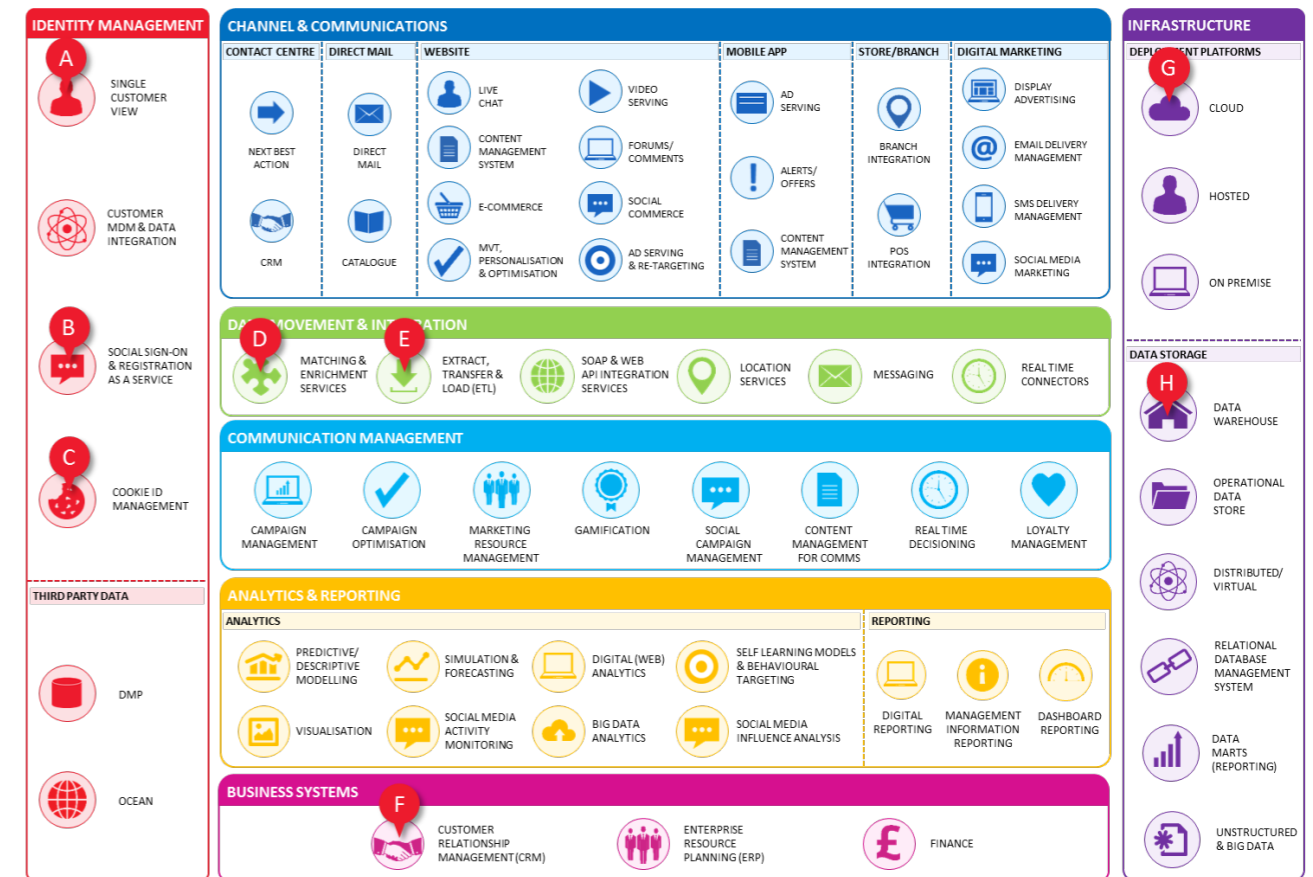 IDENTITY MANAGEMENT
A
SINGLE
CUSTOMER
VIEW
CUSTOMER
MDM & DATA
INTEGRATION
B
SOCIAL SIGN-ON
& REGISTRATION
AS A SERVICE
C
COOKIE ID
MANAGEMENT
THIRD PARTY DATA
DMP
OCEAN
CHANNEL & COMMUNICATIONS
CONTACT CENTRE
NEXT BEST
ACTION
CRM
DIRECT MAIL
DIRECT
MAIL
CATALOGUE
WEBSITE
LIVE
CHAT
CONTENT
MANAGEMENT
SYSTEM
E-COMMERCE
MVT,
PERSONALISATION
& OPTIMISATION
VIDEO
SERVING
FORUMS/
COMMENTS
SOCIAL
COMMERCE
AD SERVING
& RE-TARGETING
MOBILE APP
AD
SERVING
ALERTS/
OFFERS
CONTENT
MANAGEMENT
SYSTEM
STORE/BRANCH
BRANCH
INTEGRATION
POS
INTEGRATION
DIGITAL MARKETING
DISPLAY
ADVERTISING
@
EMAIL DELIVERY
MANAGEMENT
SMS DELIVERY
MANAGEMENT
SOCIAL MEDIA
MARKETING
MOVEMENT &
D
MATCHING &
ENRICHMENT
SERVICES
E
EXTRACT,
TRANSFER &
LOAD (ETL)
SOAP & WEB
API INTEGRATION
SERVICES
LOCATION
SERVICES
MESSAGING
REAL TIME
CONNECTORS
COMMUNICATION MANAGEMENT
CAMPAIGN
MANAGEMENT
CAMPAIGN
OPTIMISATION
MARKETING
RESOURCE
MANAGEMENT
GAMIFICATION
SOCIAL
CAMPAIGN
MANAGEMENT
CONTENT
MANAGEMENT
FOR COMMS
REAL TIME
DECISIONING
LOYALTY
MANAGEMENT
ANALYTICS & REPORTING
ANALYTICS
PREDICTIVE/
DESCRIPTIVE
MODELLING
SIMULATION &
FORECASTING
DIGITAL (WEB)
ANALYTICS
SELF LEARNING MODELS
& BEHAVIOURAL
TARGETING
VISUALISATION
SOCIAL MEDIA
ACTIVITY
MONITORING
BIG DATA
ANALYTICS
SOCIAL MEDIA
INFLUENCE ANALYSIS
REPORTING
DIGITAL
REPORTING
i
MANAGEMENT
INFORMATION
REPORTING
DASHBOARD
REPORTING
BUSINESS SYSTEMS
F
CUSTOMER
RELATIONSHIP
MANAGEMENT (CRM)
ENTERPRISE
RESOURCE
PLANNING (ERP)
£
FINANCE
INFRASTRUCTURE
PLATFORMS
G
CLOUD
HOSTED
ON PREMISE
DATA STORAGE
H
DATA
WAREHOUSE
OPERATIONAL
DATA
STORE
DISTRIBUTED/
VIRTUAL
RELATIONAL
DATABASE
MANAGEMENT
SYSTEM
DATA
MARTS
(REPORTING)
UNSTRUCTURED
& BIG DATA